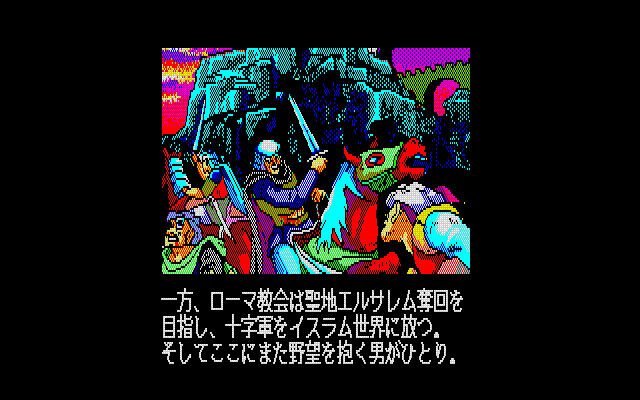 一方、ローマ教会は聖地エルサレム奪回を
目指し、十字軍をイスラム世界に放つ。
そしてここにまた野望を抱く男がひとり。